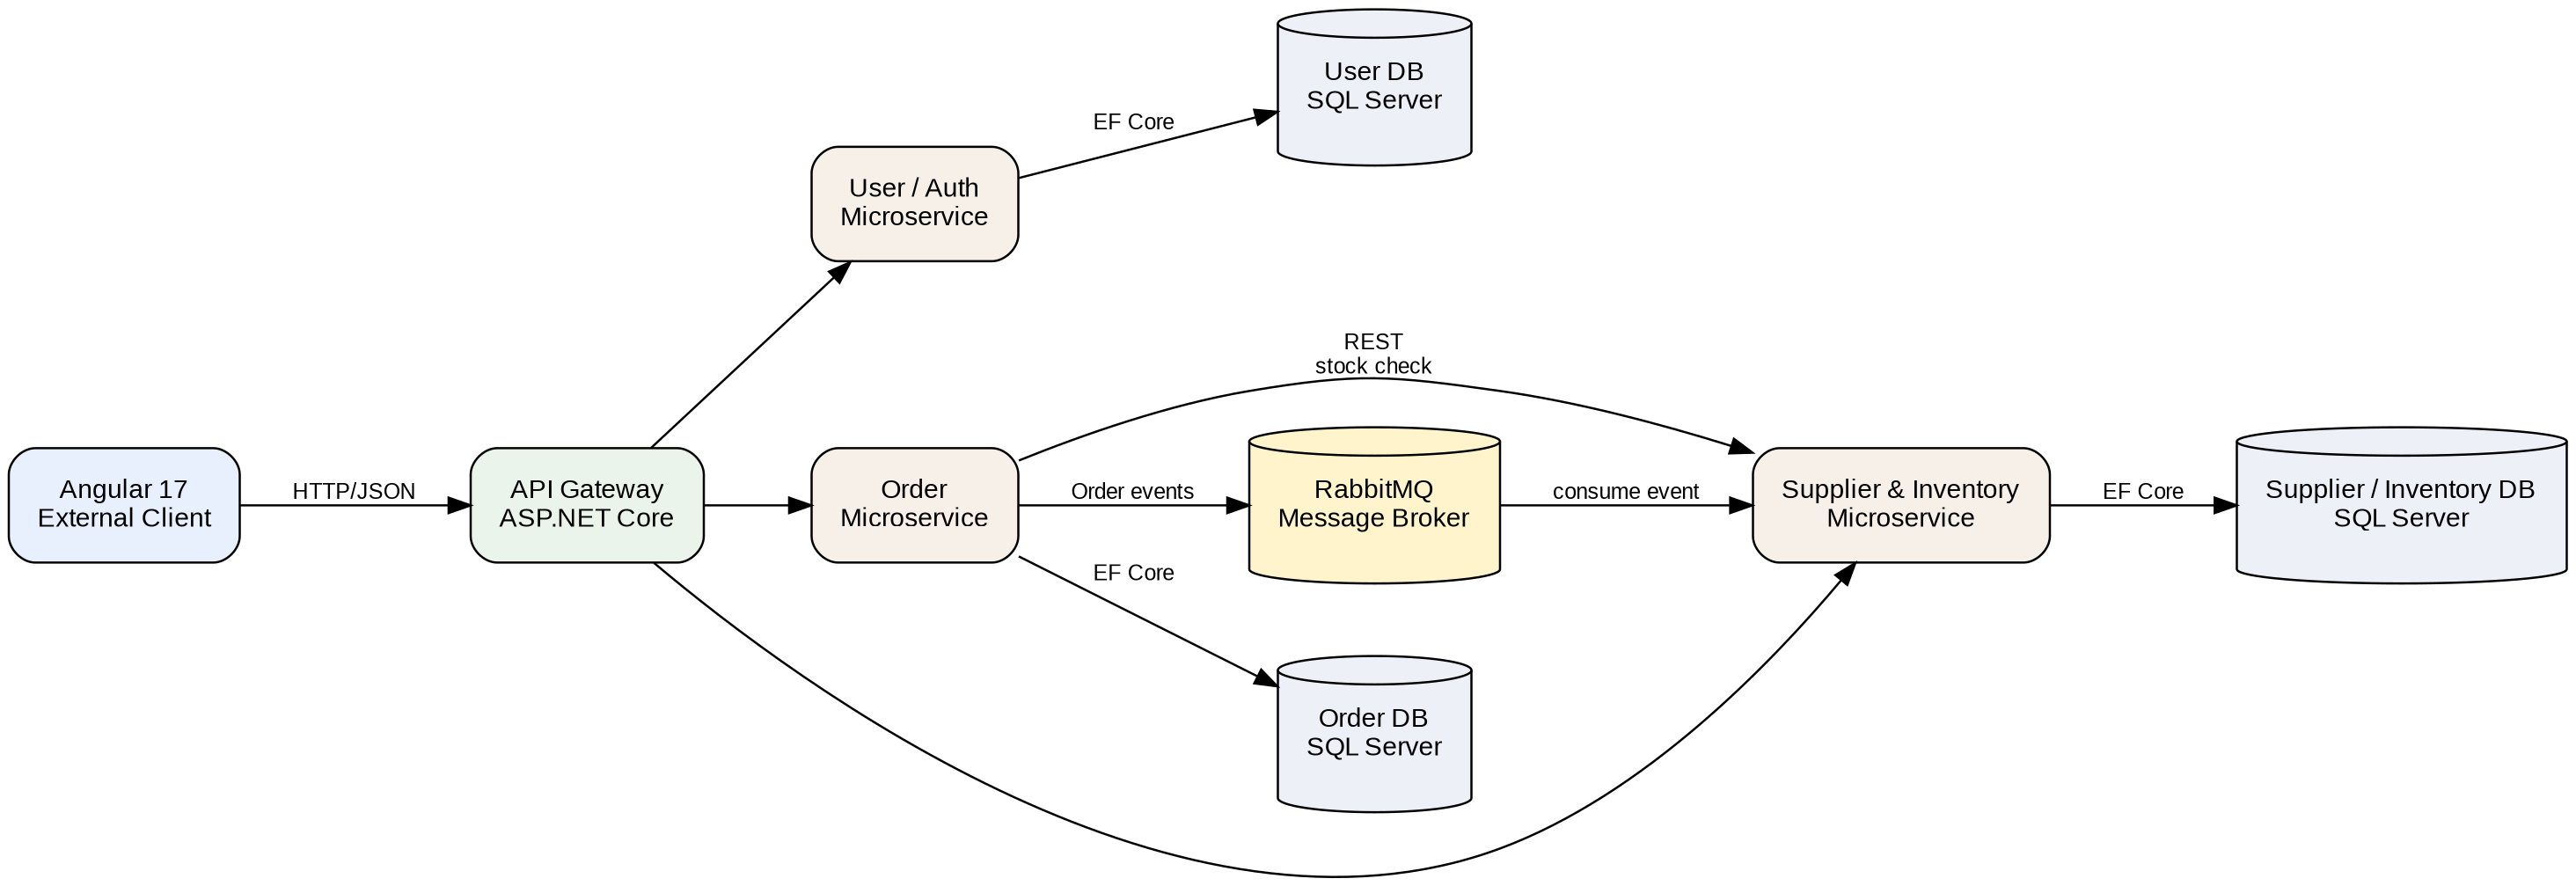 User DB
SQL Server
EF Core
User / Auth
Microservice
REST
stock check
Angular 17
External Client
HTTP/JSON
API Gateway
ASP.NET Core
Order
Microservice
Order events
RabbitMQ
Message Broker
consume event
Supplier & Inventory
Microservice
EF Core
Supplier / Inventory DB
SQL Server
EF Core
Order DB
SQL Server